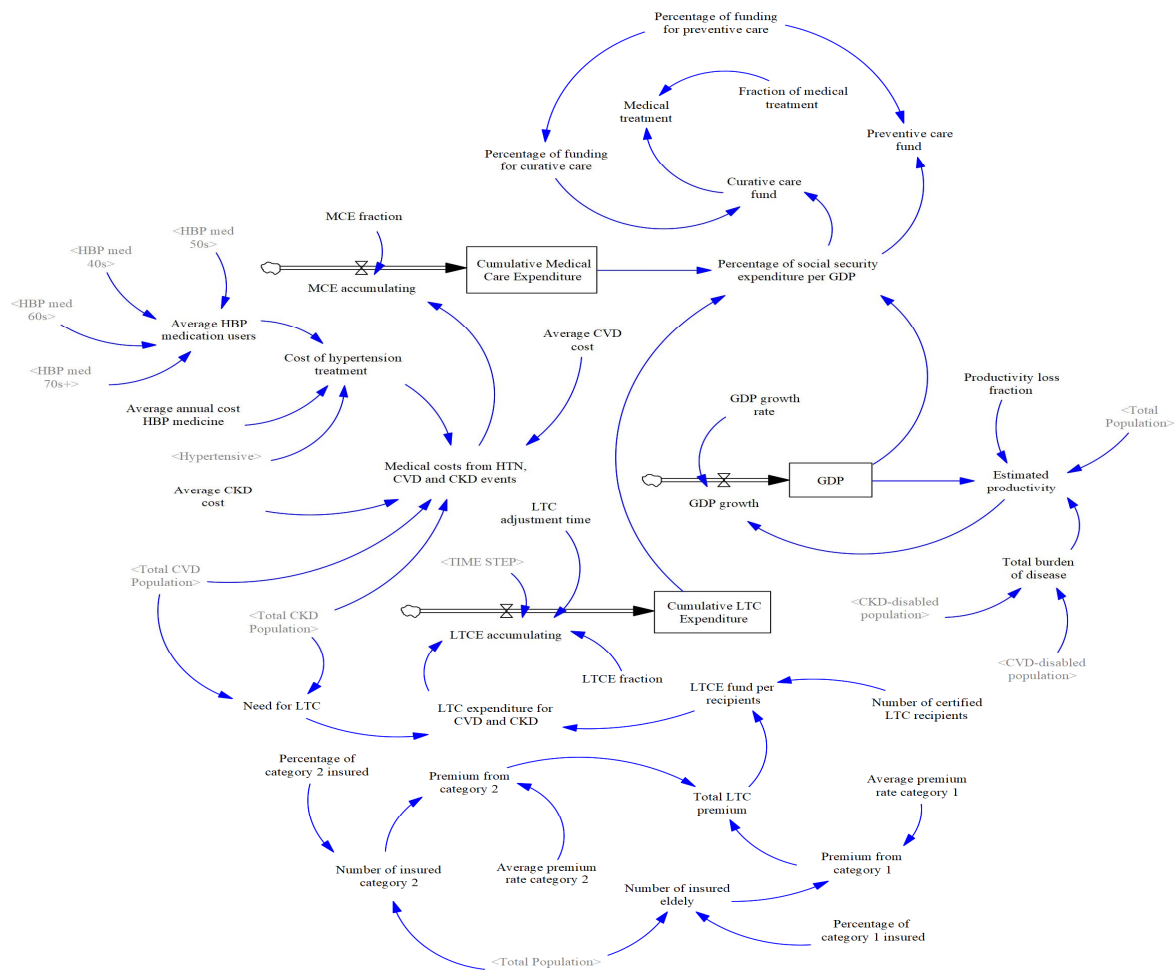 Percentage of funding
for preventive care
Fraction of medical
treatment
Medical
treatment
Preventive care
fund
Percentage of funding
for curative care
Curative care
fund
MCE fraction
<HBP med
50s>
<HBP med
40s>
Cumulative Medical
Care Expenditure
Percentage of social security
expenditure per GDP
MCE accumulating
<HBP med
60s>
Average HBP
medication users
Average CVD
cost
Cost of hypertension
treatment
<HBP med
70s+>
Productivity loss
fraction
GDP growth
rate
Average annual cost
HBP medicine
<Total
Population>
<Hypertensive>
Medical costs from HTN,
CVD and CKD events
GDP
Estimated
productivity
Average CKD
cost
GDP growth
LTC
adjustment time
<TIME STEP>
Total burden
of disease
<Total CVD
Population>
<Total CKD
Population>
Cumulative LTC
Expenditure
<CKD-disabled
population>
LTCE accumulating
<CVD-disabled
population>
LTCE fraction
LTCE fund per
recipients
Need for LTC
LTC expenditure for
CVD and CKD
Number of certified
LTC recipients
Percentage of
category 2 insured
Premium from
category 2
Average premium
rate category 1
Total LTC
premium
Number of insured
category 2
Average premium
rate category 2
Premium from
category 1
Number of insured
eldely
Percentage of
category 1 insured
<Total Population>